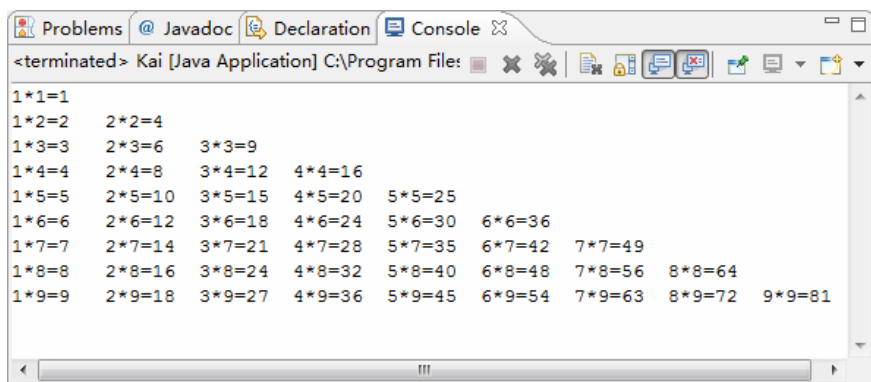 Problems @ Javadoc Declaration Console
<terminated> Kai [Java Application] C:\Program Files
1*1=1
1*2=2 2*2=4
1*3=3 2*3=6 3*3=9
1*4=4 2*4=8 3*4=12 4*4=16
1*5=5 2*5=10 3*5=15 4*5=20 5*5=25
1*6=6 2*6=12 3*6=18 4*6=24 5*6=30 6*6=36
1*7=7 2*7=14 3*7=21 4*7=28 5*7=35 6*7=42 7*7=49
1*8=8 2*8=16 3*8=24 4*8=32 5*8=40 6*8=48 7*8=56 8*8=64
1*9=9 2*9=18 3*9=27 4*9=36 5*9=45 6*9=54 7*9=63 8*9=72 9*9=81